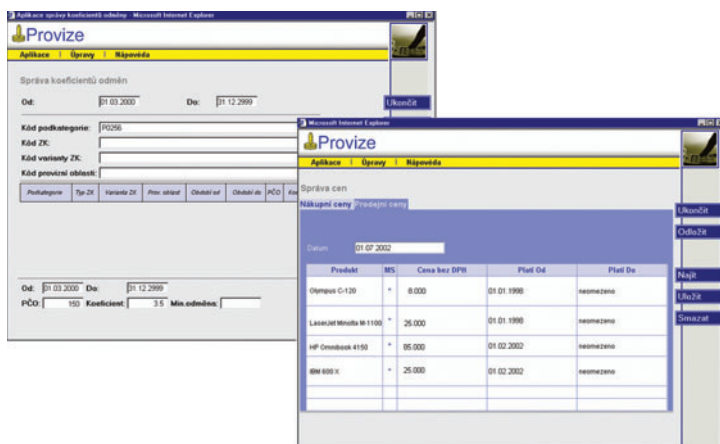 Aplikace správy koeficientů odměny - Microsoft Internet Explorer
Provize
Aplikace | Úpravy | Nápověda
Správa koeficientů odměn
Od: 01.03.2000 Do: 31.12.2999
Ukončit
Kód podkategorie: P0256
Kód ZK:
Kód varianty ZK:
Kód provizní oblasti:
Podkategorie Typ ZK Varianta ZK Prov. oblast Období od Období do PČO
Od: 01.03.2000 Do: 31.12.2999
PČO: 150 Koeficient: 3.5 Min.odměna:
Microsoft Internet Explorer
Provize
Aplikace | Úpravy | Nápověda
Správa cen
Nákupní ceny Prodejní ceny
Ukončit
Odložit
Datum 01.07.2002
Produkt MS Cena bez DPH Platí Od Platí Do
Najít
Olympus C-120 * 8.000 01.01.1998 neomezeno
Uložit
Smazat
LaserJet Minolta M-1100 * 25.000 01.01.1998 neomezeno
HP Omnibook 4150 * 85.000 01.02.2002 neomezeno
IBM 600 X * 25.000 01.02.2002 neomezeno